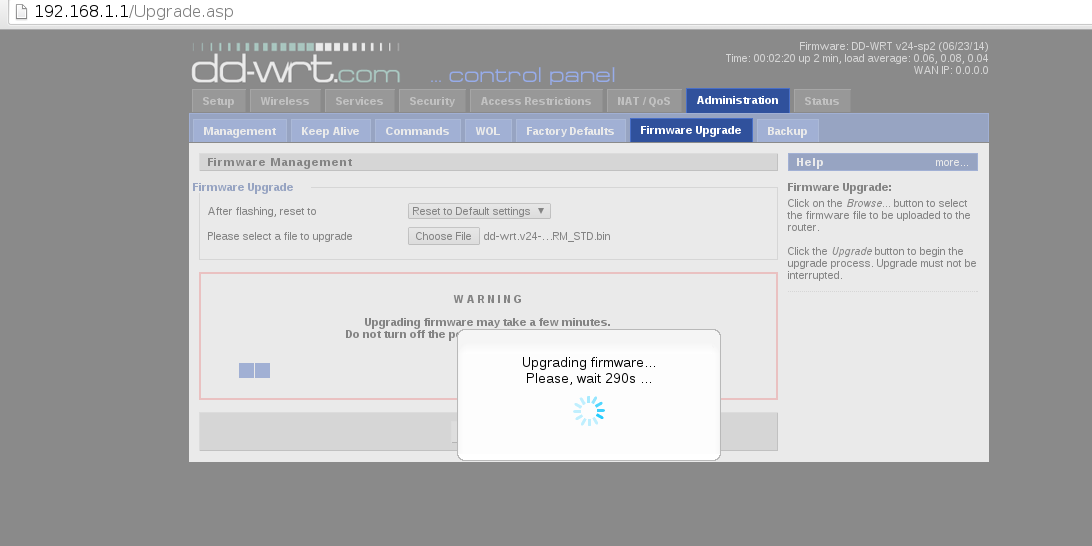 192.168.1.1/Upgrade.asp
Firmware: DD-WRT v24-sp2 (06/23/14)
Time: 00:02:20 up 2 min, load average: 0.06, 0.08, 0.04
WAN IP: 0.0.0.0
dd-wrt.com ... control panel
Setup Wireless Services Security Access Restrictions NAT / QoS Administration Status
Management Keep Alive Commands WOL Factory Defaults Firmware Upgrade Backup
Firmware Management
Firmware Upgrade
After flashing, reset to Reset to Default settings ▼
Please select a file to upgrade Choose File dd-wrt.v24-...RM_STD.bin
WARNING
Upgrading firmware may take a few minutes.
Do not turn off the
Upgrading firmware...
Please, wait 290s ...
Help more...
Firmware Upgrade:
Click on the Browse... button to select
the firmware file to be uploaded to the
router.
Click the Upgrade button to begin the
upgrade process. Upgrade must not be
interrupted.